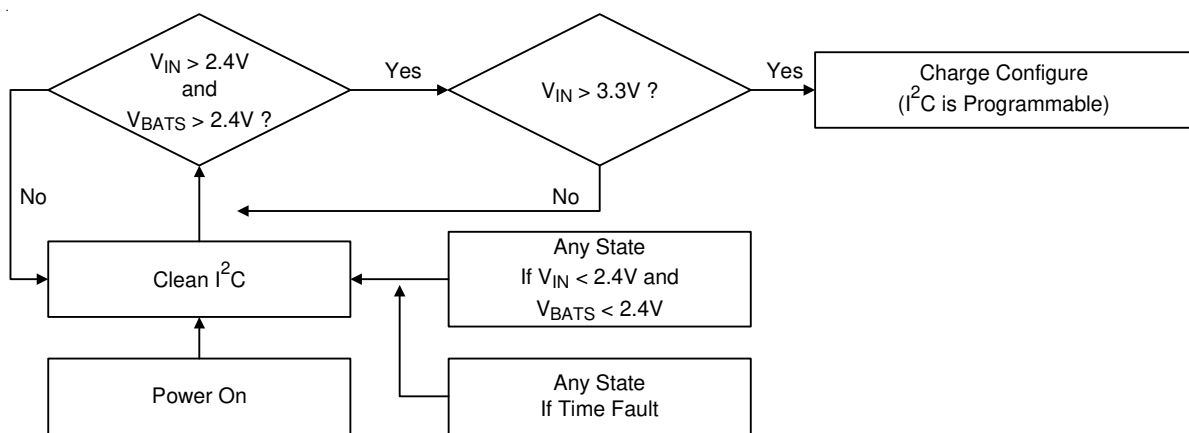 V_IN > 2.4V
and
V_BATS > 2.4V ?
Yes
V_IN > 3.3V ?
Yes
Charge Configure
(I²C is Programmable)
No
No
Clean I²C
Any State
If V_IN < 2.4V and
V_BATS < 2.4V
Power On
Any State
If Time Fault